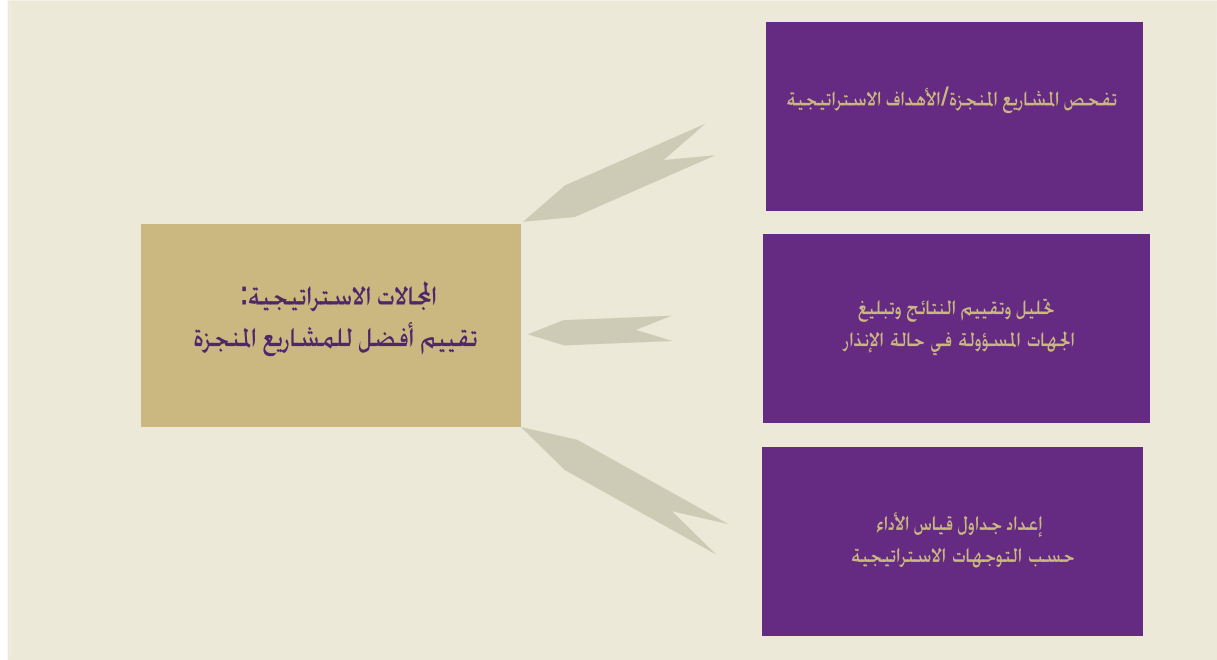 تفحص المشاريع المنجزة/الأهداف الاستراتيجية
تحليل وتقييم النتائج وتبليغ
الجهات المسؤولة في حالة الإنذار
إعداد جداول قياس الأداء
حسب التوجهات الاستراتيجية
المجالات الاستراتيجية:
تقييم أفضل للمشاريع المنجزة